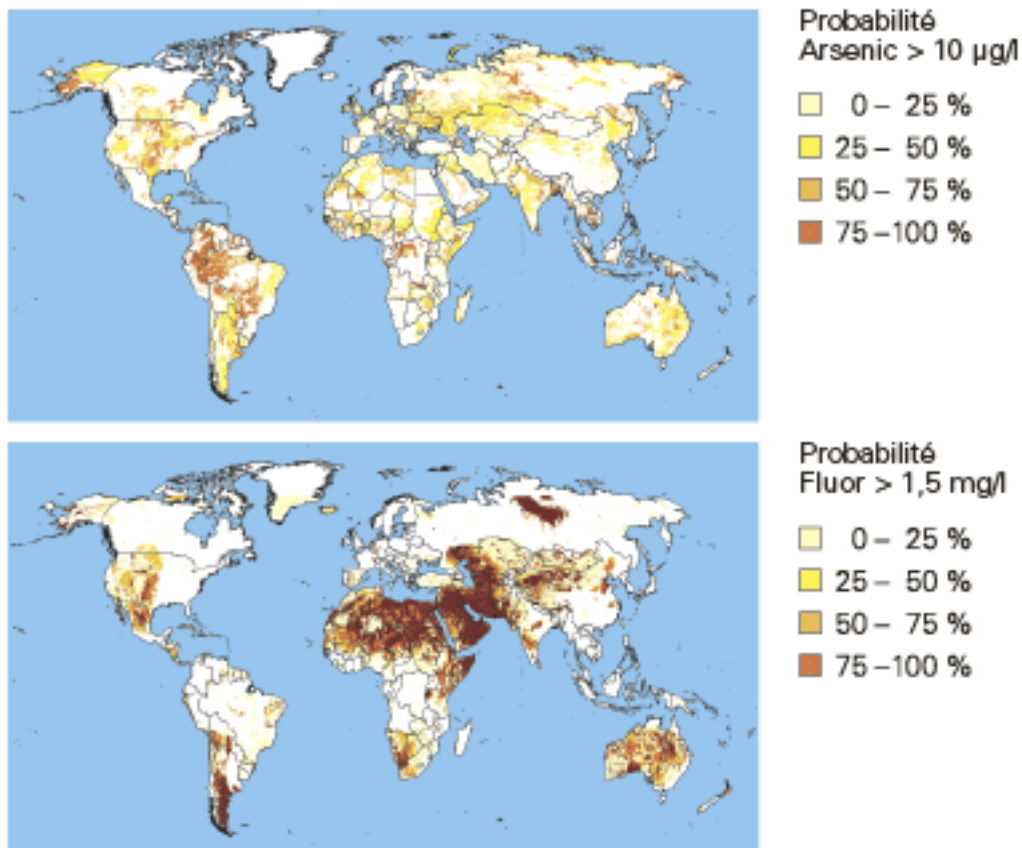 Probabilité
Arsenic > 10 µg/l
0 – 25 %
25 – 50 %
50 – 75 %
75 –100 %
Probabilité
Fluor > 1,5 mg/l
0 – 25 %
25 – 50 %
50 – 75 %
75 –100 %